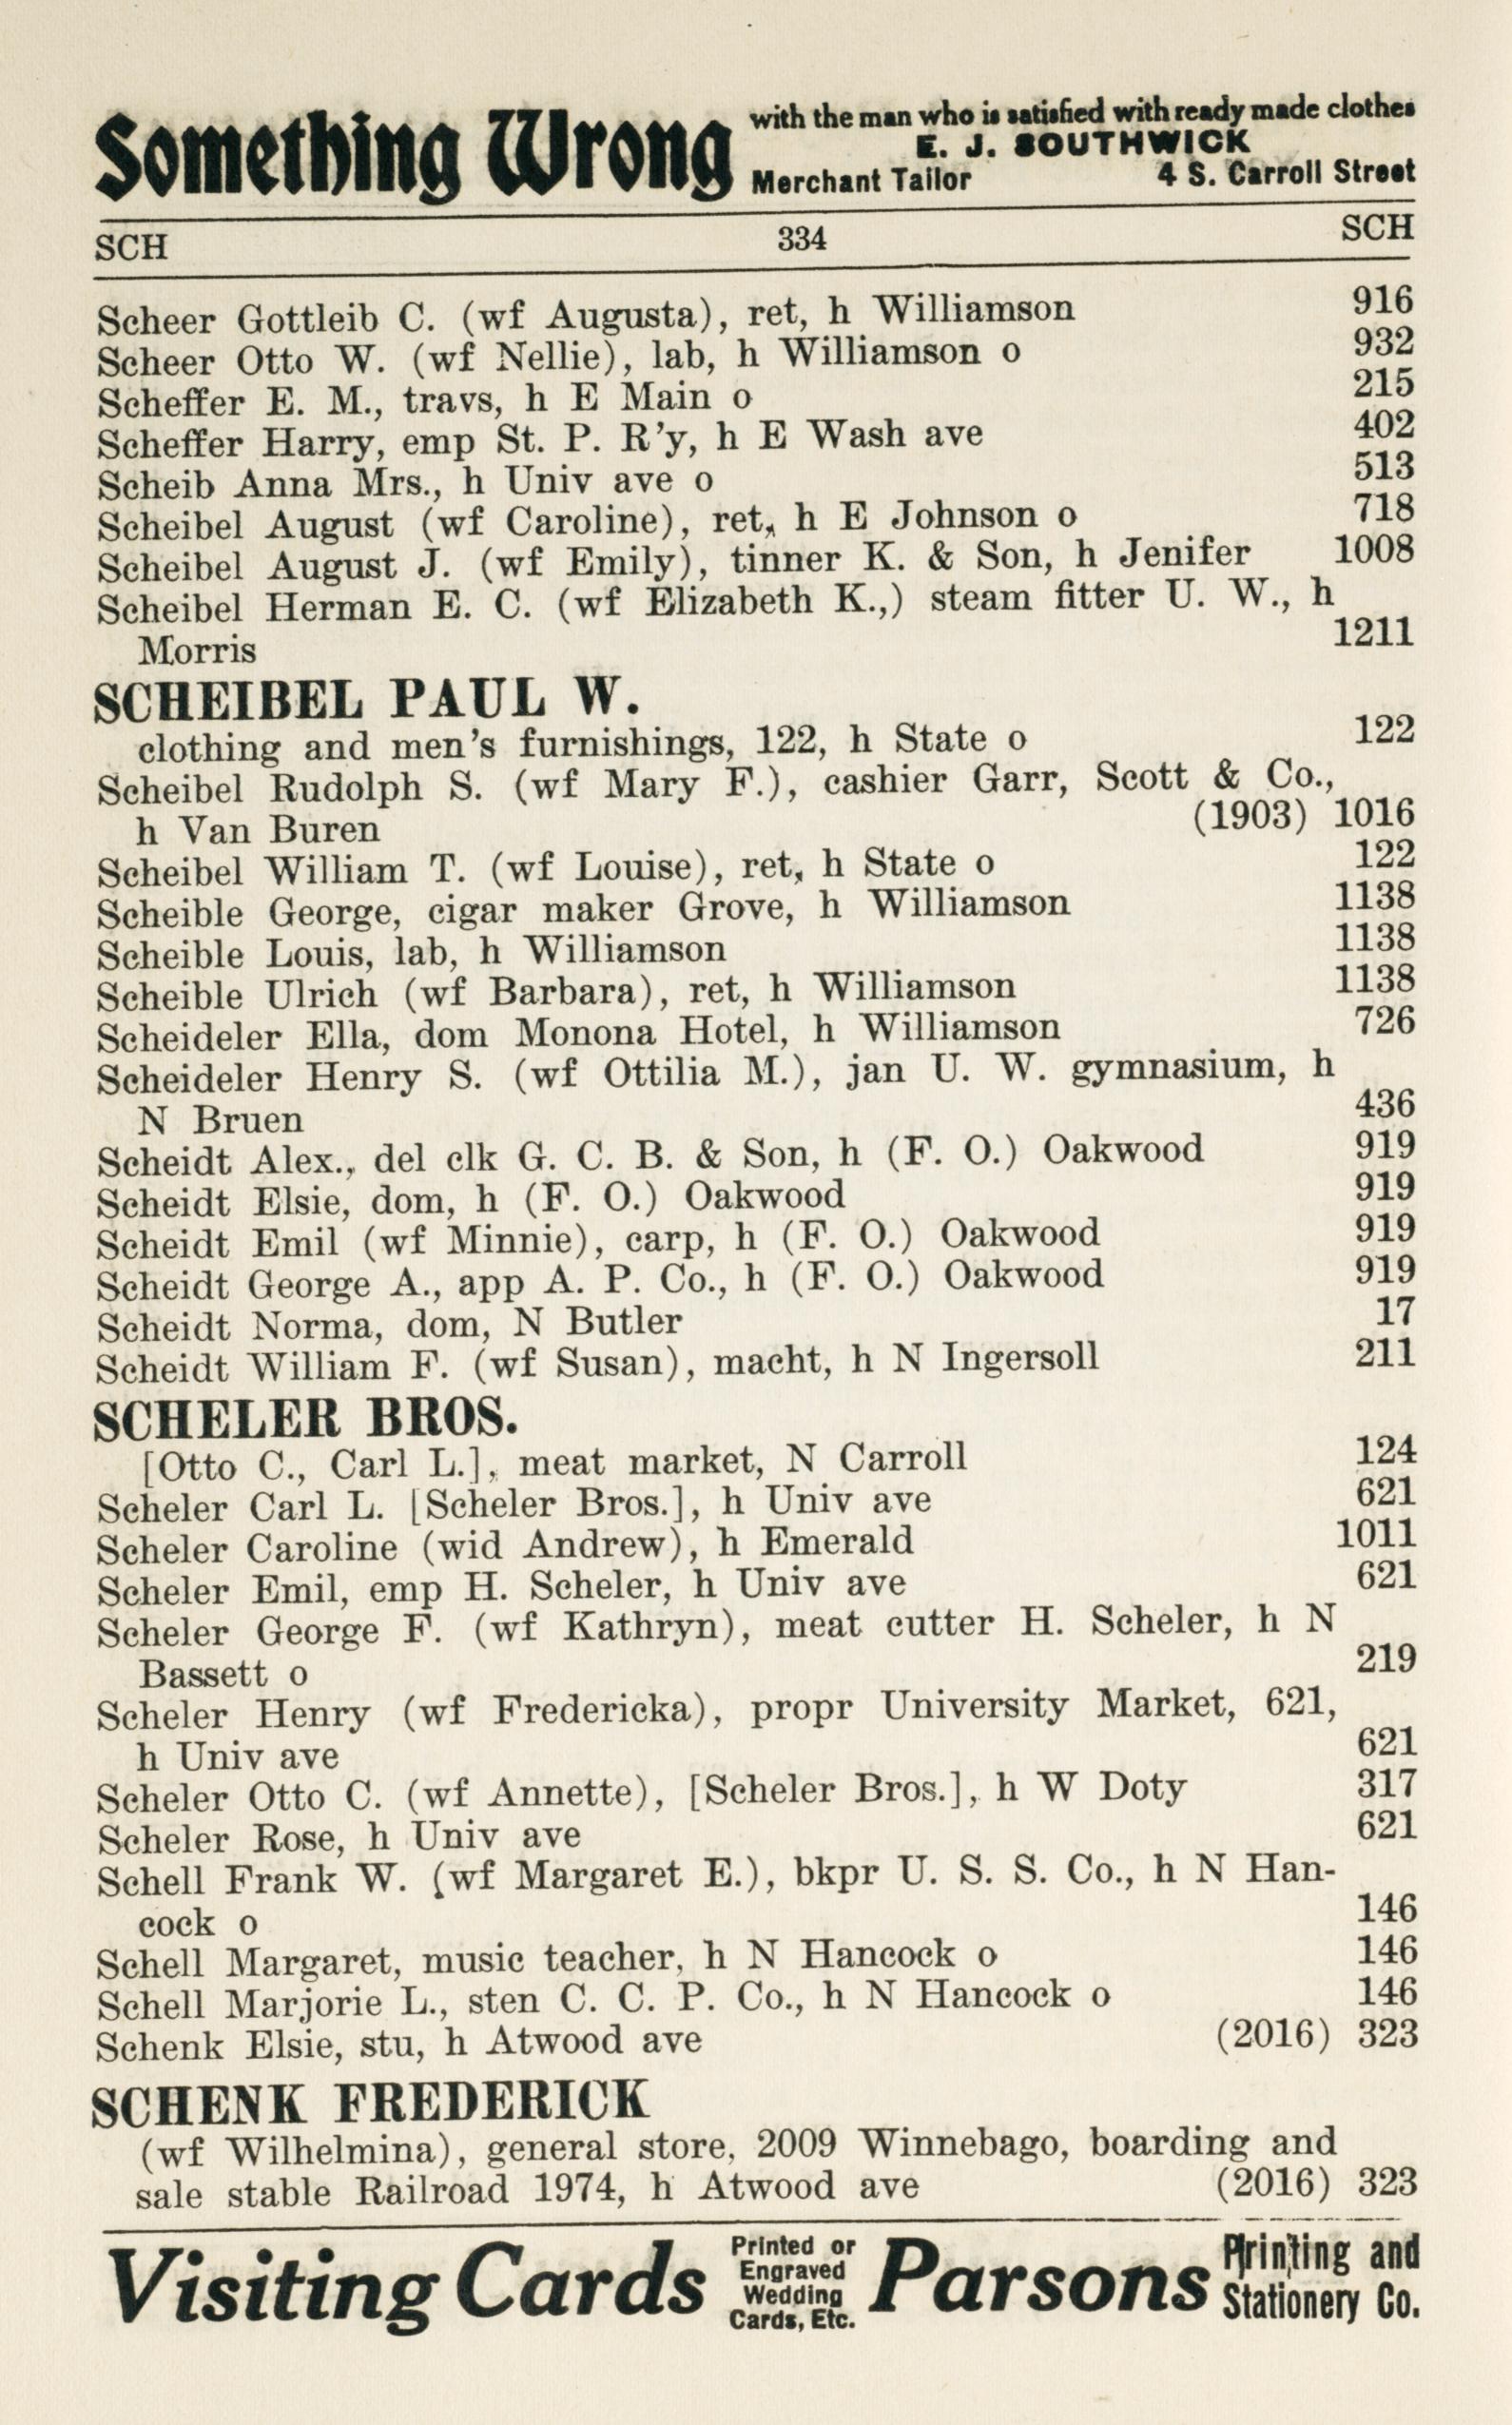 Something Wrong with the man who is satisfied with ready made clothes
E. J. SOUTHWICK
Merchant Tailor 4 S. Carroll Street
SCH 334 SCH
Scheer Gottleib C. (wf Augusta), ret, h Williamson 916
Scheer Otto W. (wf Nellie), lab, h Williamson o 932
Scheffer E. M., travs, h E Main o 215
Scheffer Harry, emp St. P. R'y, h E Wash ave 402
Scheib Anna Mrs., h Univ ave o 513
Scheibel August (wf Caroline), ret, h E Johnson o 718
Scheibel August J. (wf Emily), tinner K. & Son, h Jenifer 1008
Scheibel Herman E. C. (wf Elizabeth K.,) steam fitter U. W., h
Morris 1211
SCHEIBEL PAUL W.
clothing and men's furnishings, 122, h State o 122
Scheibel Rudolph S. (wf Mary F.), cashier Garr, Scott & Co.,
h Van Buren (1903) 1016
Scheibel William T. (wf Louise), ret, h State o 122
Scheible George, cigar maker Grove, h Williamson 1138
Scheible Louis, lab, h Williamson 1138
Scheible Ulrich (wf Barbara), ret, h Williamson 1138
Scheideler Ella, dom Monona Hotel, h Williamson 726
Scheideler Henry S. (wf Ottilia M.), jan U. W. gymnasium, h
N Bruen 436
Scheidt Alex., del clk G. C. B. & Son, h (F. O.) Oakwood 919
Scheidt Elsie, dom, h (F. O.) Oakwood 919
Scheidt Emil (wf Minnie), carp, h (F. O.) Oakwood 919
Scheidt George A., app A. P. Co., h (F. O.) Oakwood 919
Scheidt Norma, dom, N Butler 17
Scheidt William F. (wf Susan), macht, h N Ingersoll 211
SCHELER BROS.
[Otto C., Carl L.], meat market, N Carroll 124
Scheler Carl L. [Scheler Bros.], h Univ ave 621
Scheler Caroline (wid Andrew), h Emerald 1011
Scheler Emil, emp H. Scheler, h Univ ave 621
Scheler George F. (wf Kathryn), meat cutter H. Scheler, h N
Bassett o 219
Scheler Henry (wf Fredericka), propr University Market, 621,
h Univ ave 621
Scheler Otto C. (wf Annette), [Scheler Bros.], h W Doty 317
Scheler Rose, h Univ ave 621
Schell Frank W. (wf Margaret E.), bkpr U. S. S. Co., h N Han-
cock o 146
Schell Margaret, music teacher, h N Hancock o 146
Schell Marjorie L., sten C. C. P. Co., h N Hancock o 146
Schenk Elsie, stu, h Atwood ave (2016) 323
SCHENK FREDERICK
(wf Wilhelmina), general store, 2009 Winnebago, boarding and
sale stable Railroad 1974, h Atwood ave (2016) 323
Visiting Cards
Printed or
Engraved
Wedding
Cards, Etc.
Parsons
Printing and
Stationery Co.